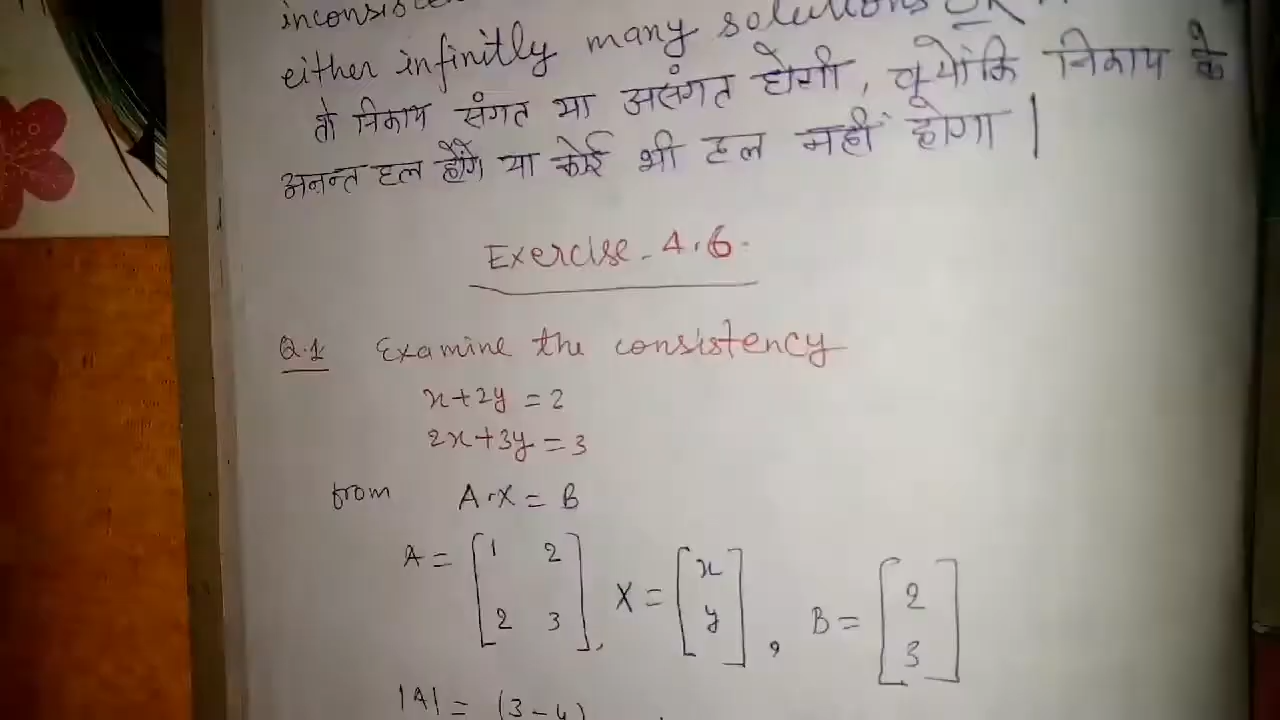 either infinitly many solutions OR
तो निकाय संगत या असंगत होगी, क्योंकि निकाय के
अनन्त हल होंगे या कोई भी हल नहीं होगा |
Exercise - 4.6.
Q.1 Examine the consistency
x+2y = 2
2x+3y = 3
from A·X = B
A = [1 2 2 3], X = [x y], B = [2 3]
|A| = (3-4)